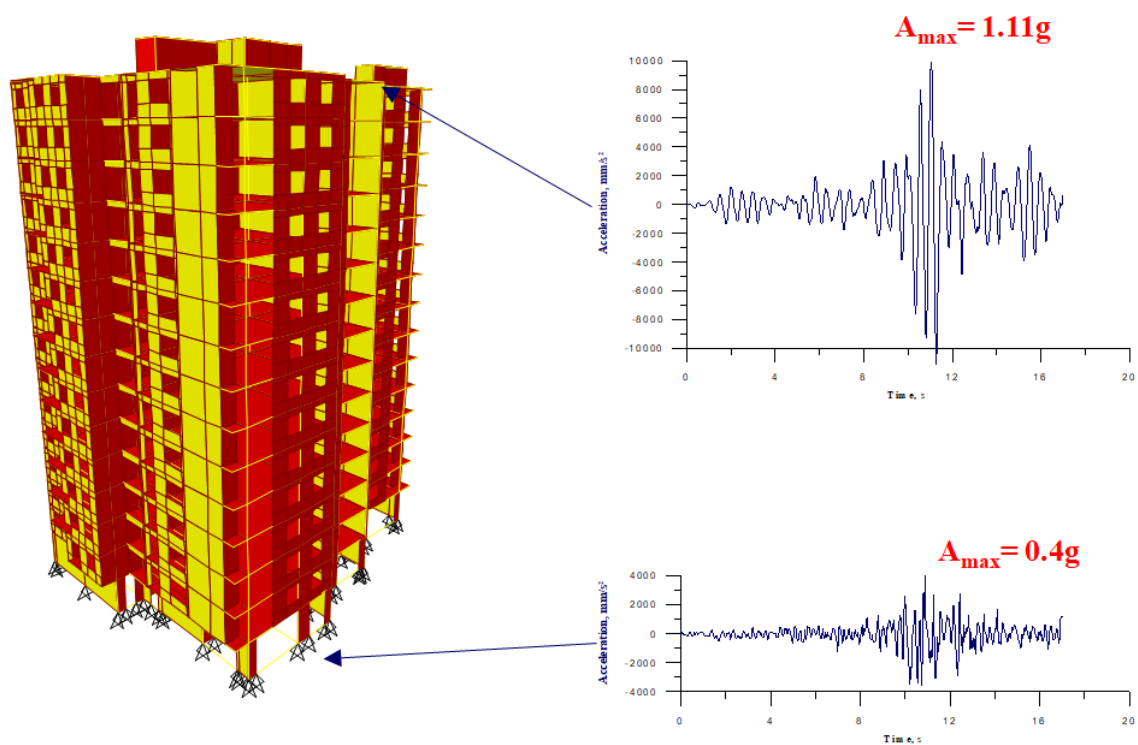 A_max= 1.11g
10000
8000
6000
4000
2000
0
-2000
-4000
-6000
-8000
-10000
Acceleration, mm/s²
0 4 8 12 16 20
Time, s
A_max= 0.4g
4000
2000
0
-2000
-4000
Acceleration, mm/s²
0 4 8 12 16 20
Time, s